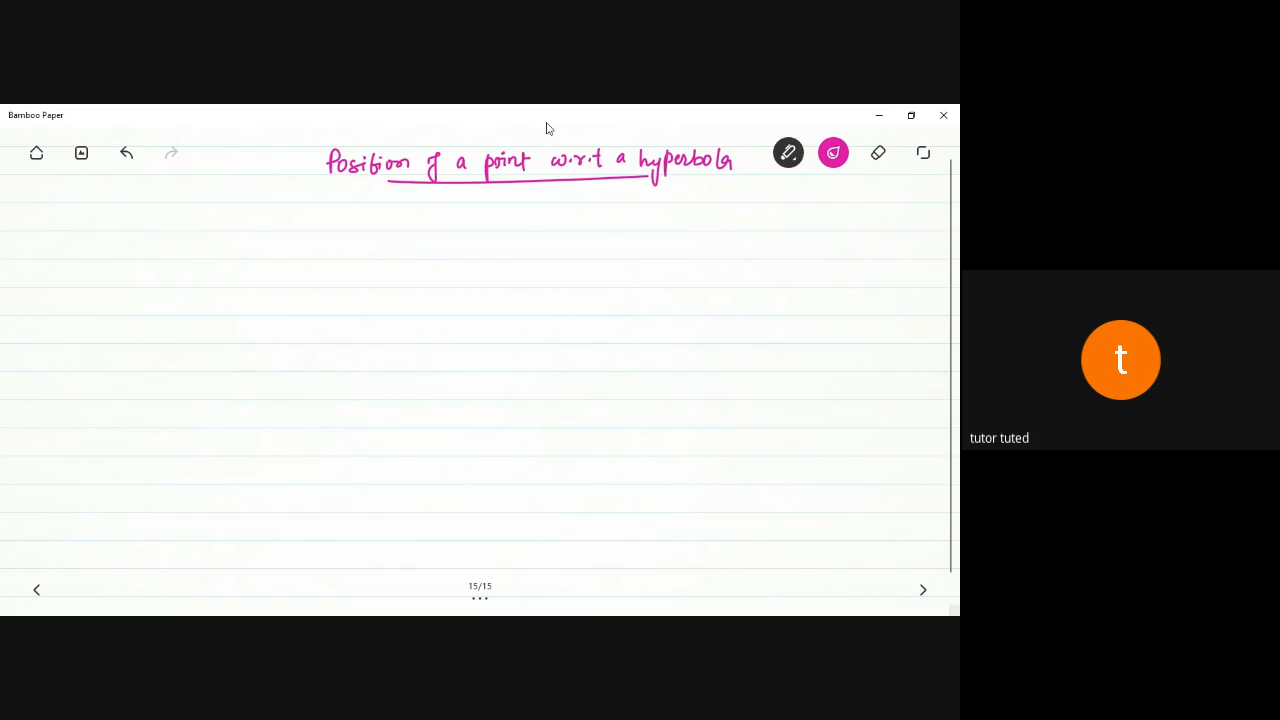 Bamboo Paper
Position of a point w.r.t a hyperbola
t
tutor tuted
15/15